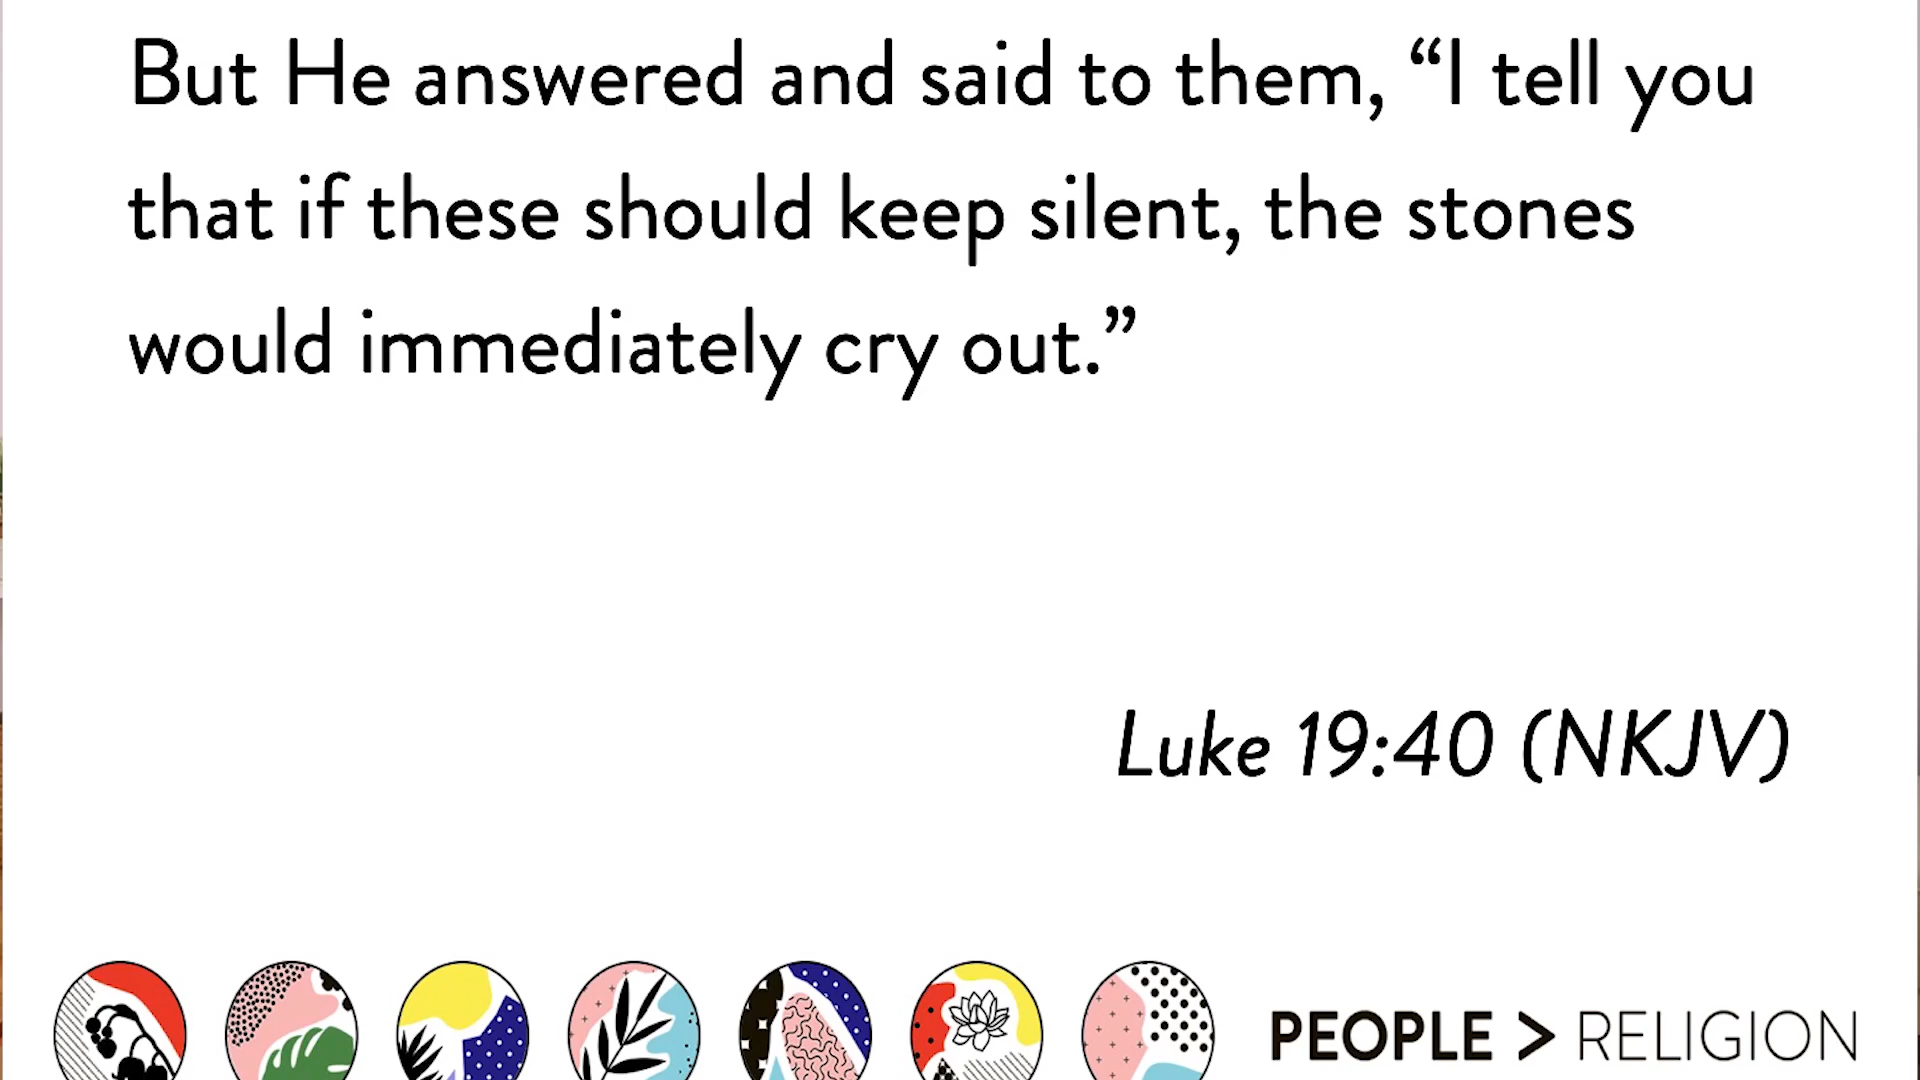 But He answered and said to them, “I tell you
that if these should keep silent, the stones
would immediately cry out.”
Luke 19:40 (NKJV)
PEOPLE > RELIGION